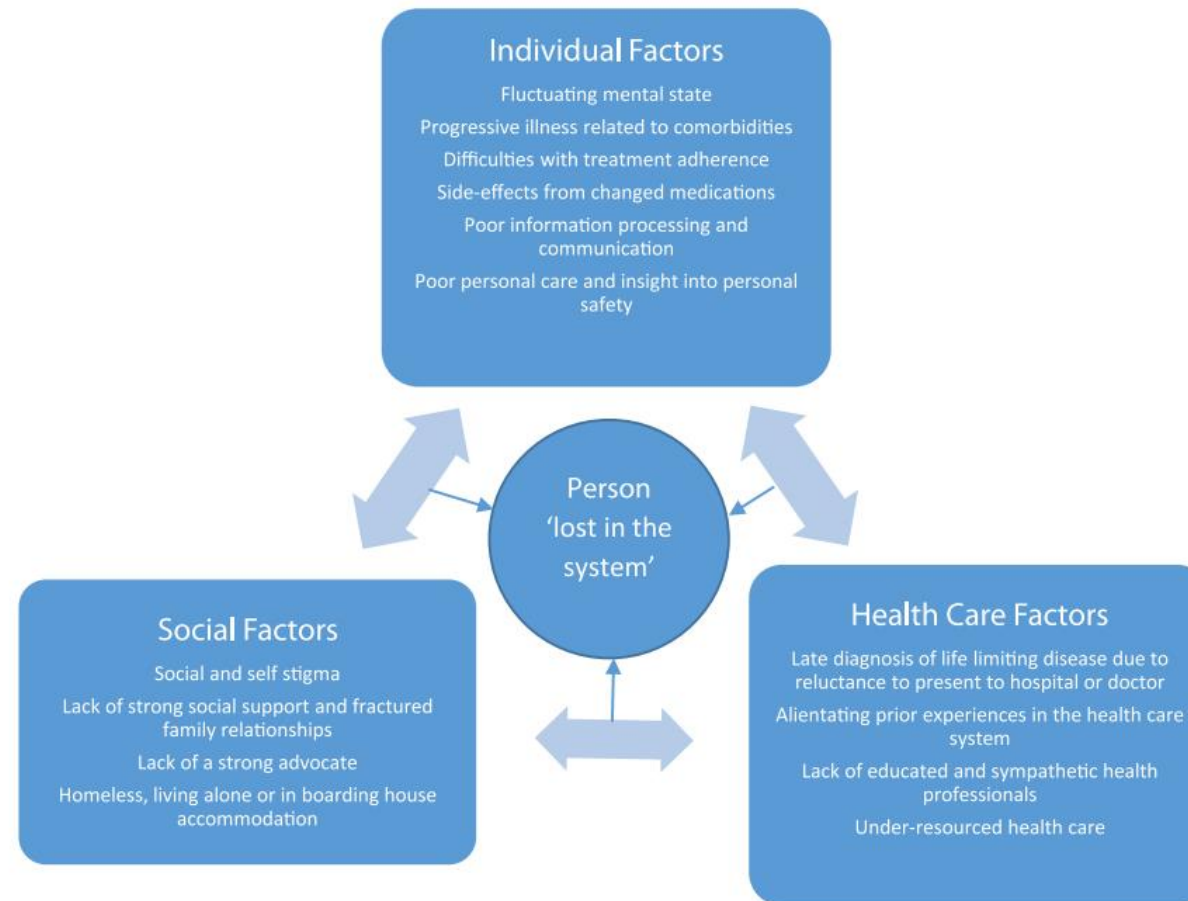 Individual Factors
Fluctuating mental state
Progressive illness related to comorbidities
Difficulties with treatment adherence
Side-effects from changed medications
Poor information processing and
communication
Poor personal care and insight into personal
safety
Person
‘lost in the
system’
Social Factors
Social and self stigma
Lack of strong social support and fractured
family relationships
Lack of a strong advocate
Homeless, living alone or in boarding house
accommodation
Health Care Factors
Late diagnosis of life limiting disease due to
reluctance to present to hospital or doctor
Alientating prior experiences in the health care
system
Lack of educated and sympathetic health
professionals
Under-resourced health care